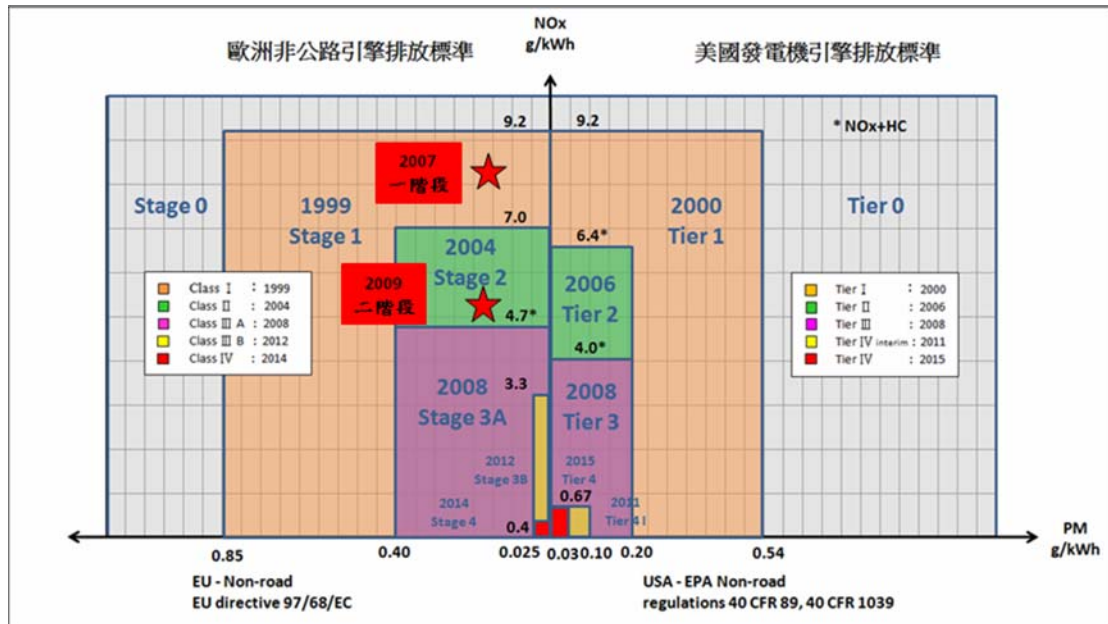 NOx
g/kWh
歐洲非公路引擎排放標準
美國發電機引擎排放標準
9.2
9.2
* NOx+HC
2007
一階段
Stage 0
1999
Stage 1
7.0
2000
Tier 1
Tier 0
6.4*
2004
Stage 2
2009
二階段
4.7*
2006
Tier 2
4.0*
Class Ⅰ : 1999
Class Ⅱ : 2004
Class Ⅲ A : 2008
Class Ⅲ B : 2012
Class Ⅳ : 2014
Tier Ⅰ : 2000
Tier Ⅱ : 2006
Tier Ⅲ : 2008
Tier Ⅳ interim : 2011
Tier Ⅳ : 2015
2008
Stage 3A
3.3
2008
Tier 3
2012
Stage 3B
2015
Tier 4
2014
Stage 4
0.4
0.67
2011
Tier 4 I
PM
g/kWh
0.85
0.40
0.025
0.03
0.10
0.20
0.54
EU - Non-road
EU directive 97/68/EC
USA - EPA Non-road
regulations 40 CFR 89, 40 CFR 1039